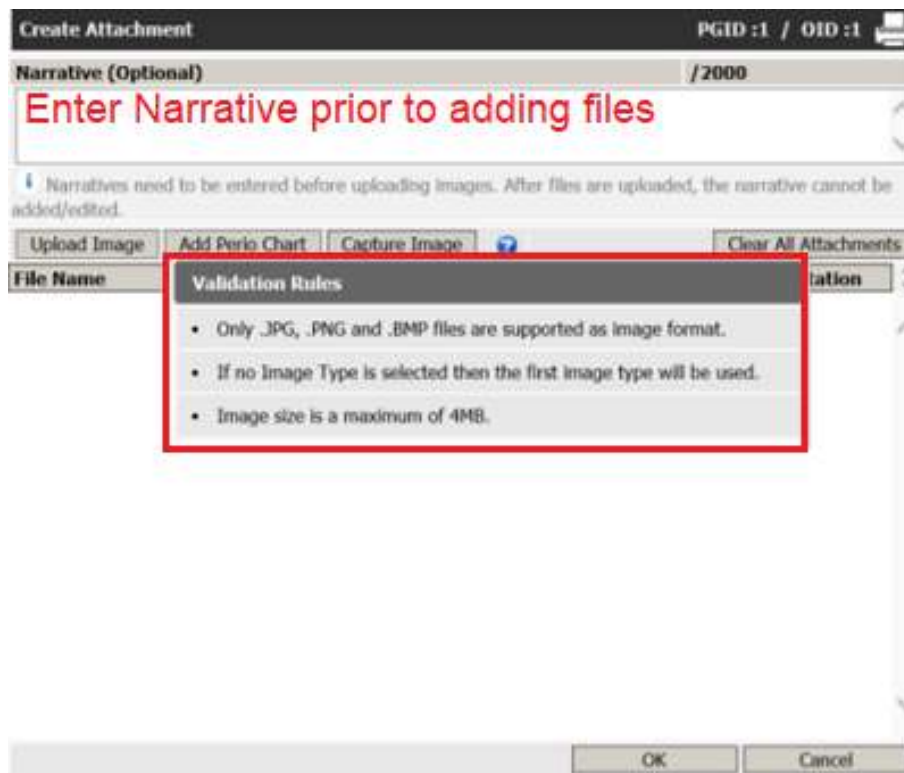 Create Attachment PGID :1 / OID :1
Narrative (Optional) /2000
Enter Narrative prior to adding files
i Narratives need to be entered before uploading images. After files are uploaded, the narrative cannot be
added/edited.
Upload Image Add Perio Chart Capture Image ? Clear All Attachments
File Name tation
Validation Rules
• Only .JPG, .PNG and .BMP files are supported as image format.
• If no Image Type is selected then the first image type will be used.
• Image size is a maximum of 4MB.
OK Cancel